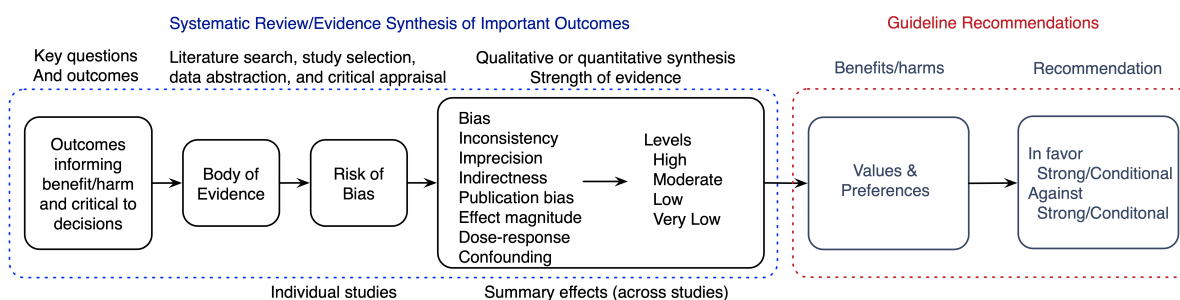 Systematic Review/Evidence Synthesis of Important Outcomes
Guideline Recommendations
Key questions
And outcomes
Literature search, study selection,
data abstraction, and critical appraisal
Qualitative or quantitative synthesis
Strength of evidence
Benefits/harms
Recommendation
Outcomes
informing
benefit/harm
and critical to
decisions
Body of
Evidence
Risk of
Bias
Bias
Inconsistency
Imprecision
Indirectness
Publication bias
Effect magnitude
Dose-response
Confounding
Levels
High
Moderate
Low
Very Low
Values &
Preferences
In favor
Strong/Conditional
Against
Strong/Conditonal
Individual studies
Summary effects (across studies)